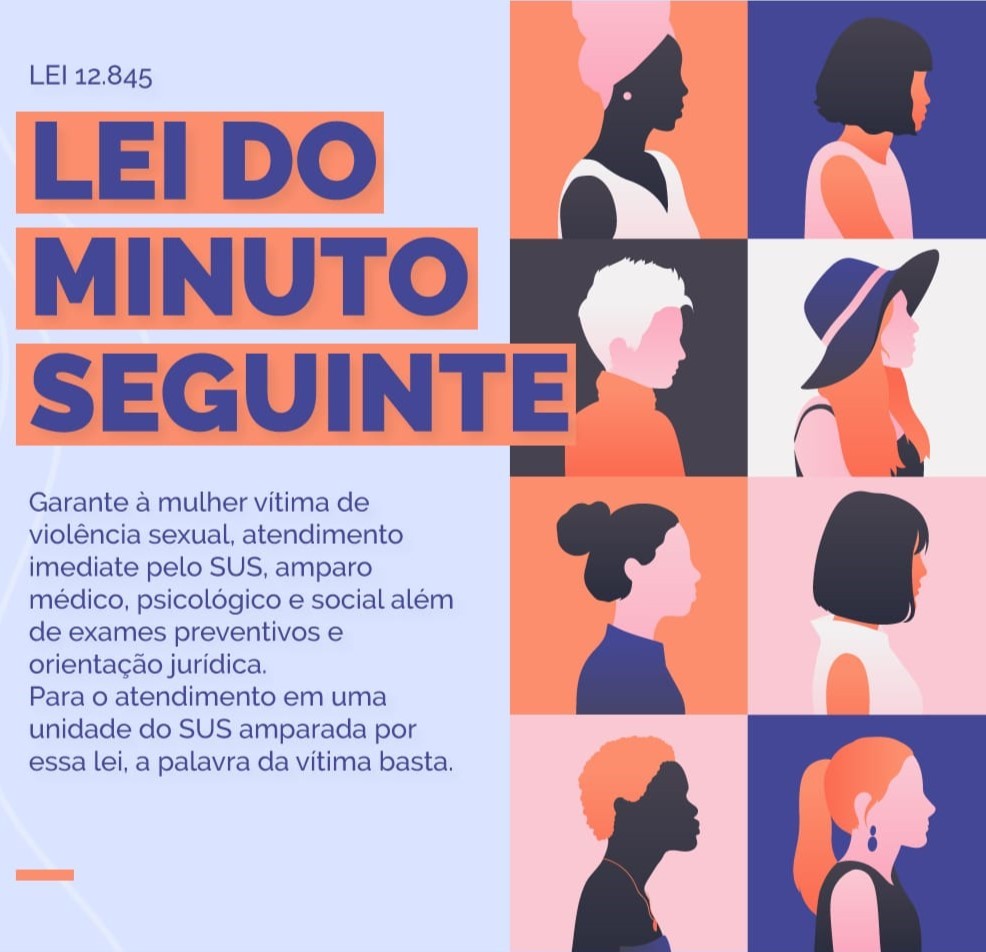 LEI 12.845
LEI DO
MINUTO
SEGUINTE
Garante à mulher vítima de
violência sexual, atendimento
imediate pelo SUS, amparo
médico, psicológico e social além
de exames preventivos e
orientação jurídica.
Para o atendimento em uma
unidade do SUS amparada por
essa lei, a palavra da vítima basta.